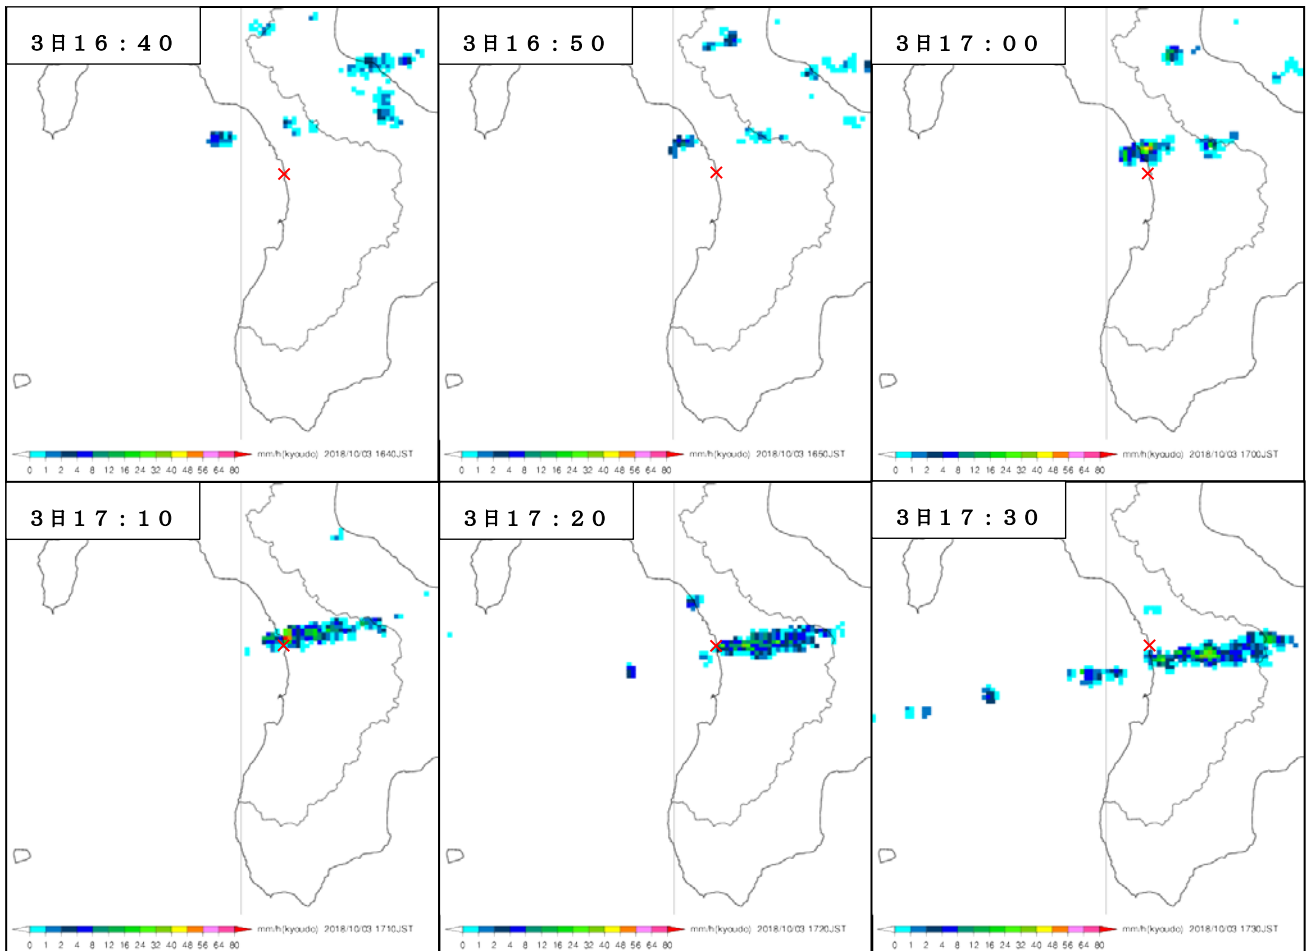 3日16:40
3日16:50
3日17:00
0 1 2 4 8 12 16 24 32 40 48 56 64 80 mm/h(kyoudo) 2018/10/03 1640JST
0 1 2 4 8 12 16 24 32 40 48 56 64 80 mm/h(kyoudo) 2018/10/03 1650JST
0 1 2 4 8 12 16 24 32 40 48 56 64 80 mm/h(kyoudo) 2018/10/03 1700JST
3日17:10
3日17:20
3日17:30
0 1 2 4 8 12 16 24 32 40 48 56 64 80 mm/h(kyoudo) 2018/10/03 1710JST
0 1 2 4 8 12 16 24 32 40 48 56 64 80 mm/h(kyoudo) 2018/10/03 1720JST
0 1 2 4 8 12 16 24 32 40 48 56 64 80 mm/h(kyoudo) 2018/10/03 1730JST